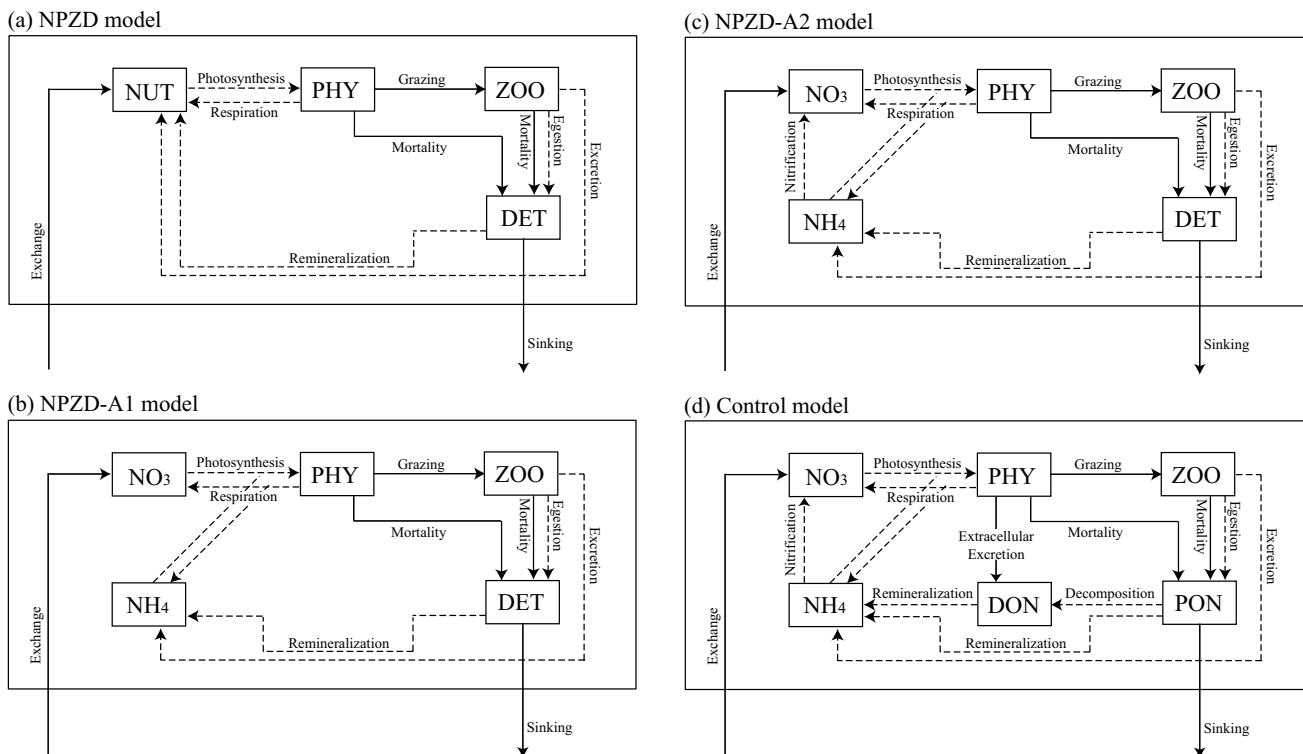 (a) NPZD model
NUT
Photosynthesis
Respiration
PHY
Grazing
ZOO
Mortality
Mortality
Egestion
Excretion
DET
Remineralization
Exchange
Sinking
(b) NPZD-A1 model
NO3
Photosynthesis
Respiration
PHY
Grazing
ZOO
Mortality
Mortality
Egestion
Excretion
NH4
DET
Remineralization
Exchange
Sinking
(c) NPZD-A2 model
NO3
Photosynthesis
Respiration
PHY
Grazing
ZOO
Nitrification
Mortality
Mortality
Egestion
Excretion
NH4
DET
Remineralization
Exchange
Sinking
(d) Control model
NO3
Photosynthesis
Respiration
PHY
Grazing
ZOO
Nitrification
Extracellular
Excretion
Mortality
Mortality
Egestion
Excretion
NH4
Remineralization
DON
Decomposition
PON
Remineralization
Exchange
Sinking